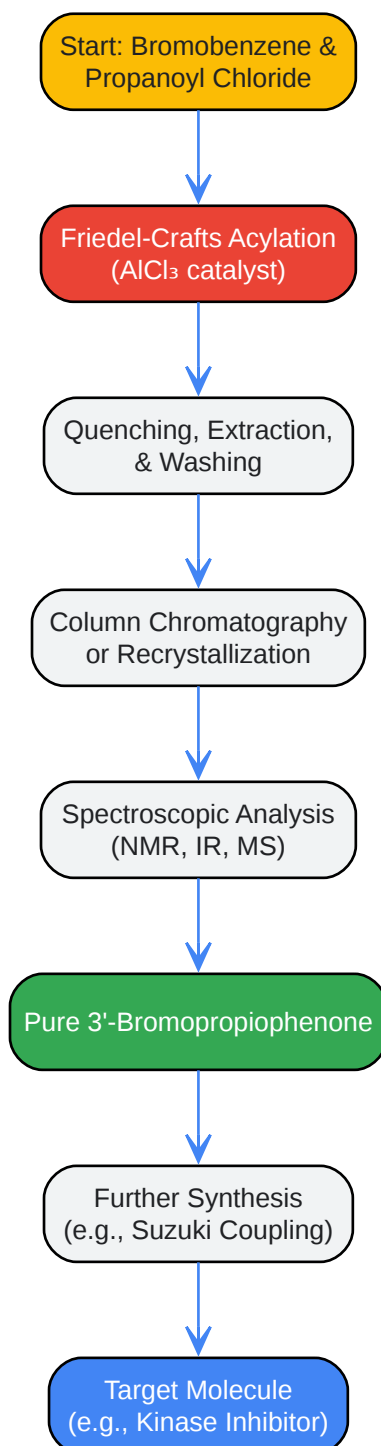 Start: Bromobenzene &
Propanoyl Chloride
Friedel-Crafts Acylation
(AlCl₃ catalyst)
Quenching, Extraction,
& Washing
Column Chromatography
or Recrystallization
Spectroscopic Analysis
(NMR, IR, MS)
Pure 3'-Bromopropiophenone
Further Synthesis
(e.g., Suzuki Coupling)
Target Molecule
(e.g., Kinase Inhibitor)